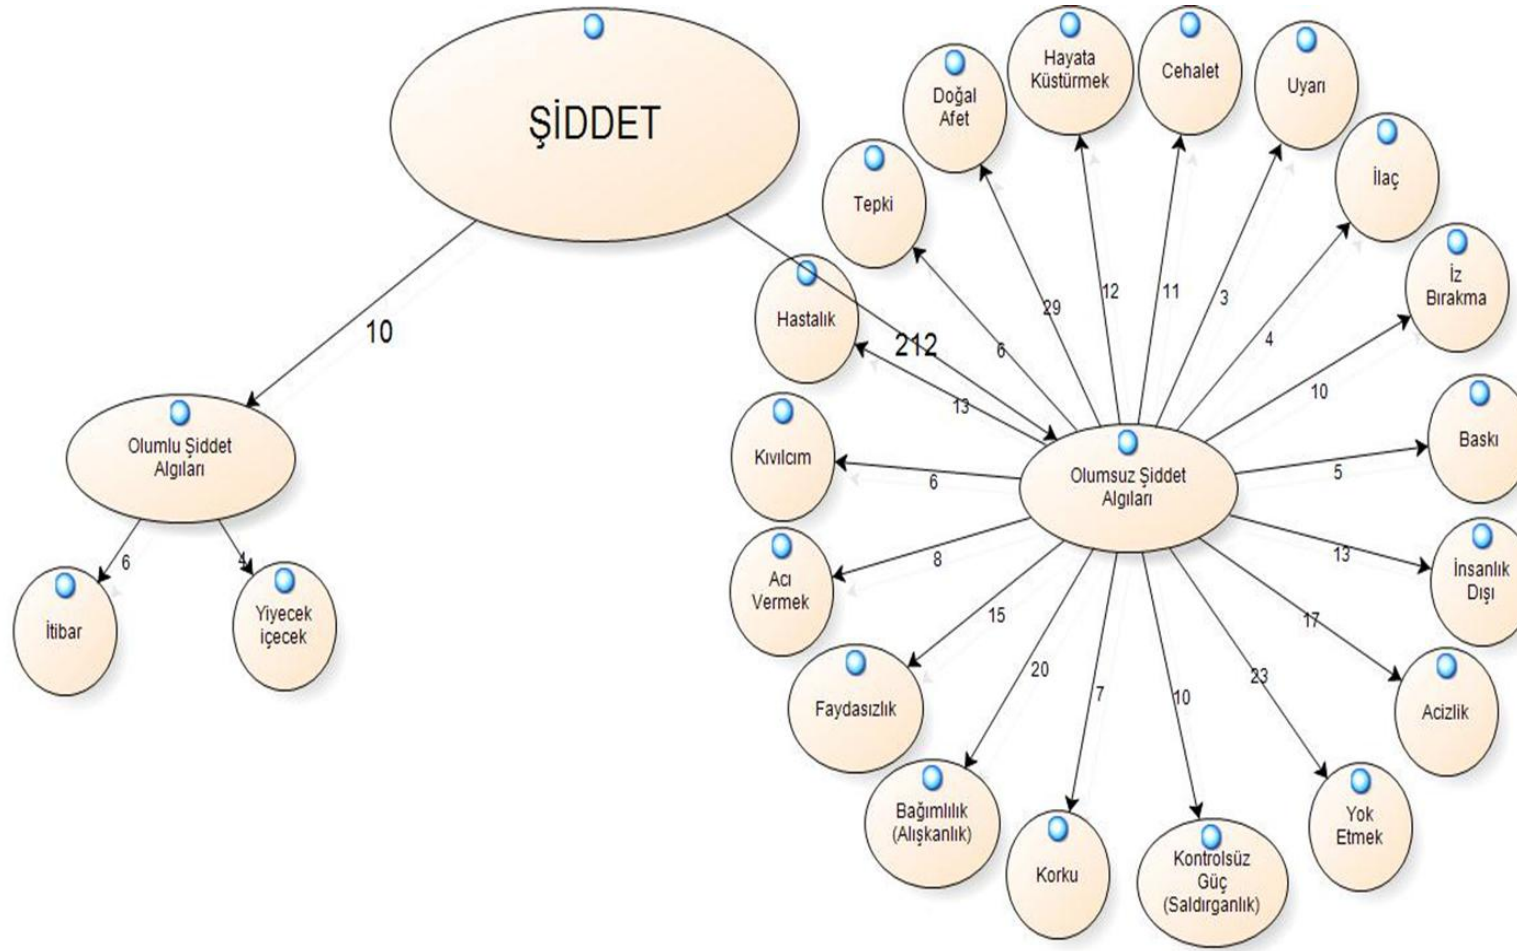 ŞİDDET
10
212
Olumlu Şiddet
Algıları
6
4
İtibar
Yiyecek
içecek
Olumsuz Şiddet
Algıları
Hastalık
13
Tepki
6
Doğal
Afet
29
Hayata
Küstürmek
12
Cehalet
11
Uyarı
3
İlaç
4
İz
Bırakma
10
Baskı
5
İnsanlık
Dışı
13
Acizlik
17
Yok
Etmek
23
Kontrolsüz
Güç
(Saldırganlık)
10
Korku
7
Bağımlılık
(Alışkanlık)
20
Faydasızlık
15
Acı
Vermek
8
Kıvılcım
6